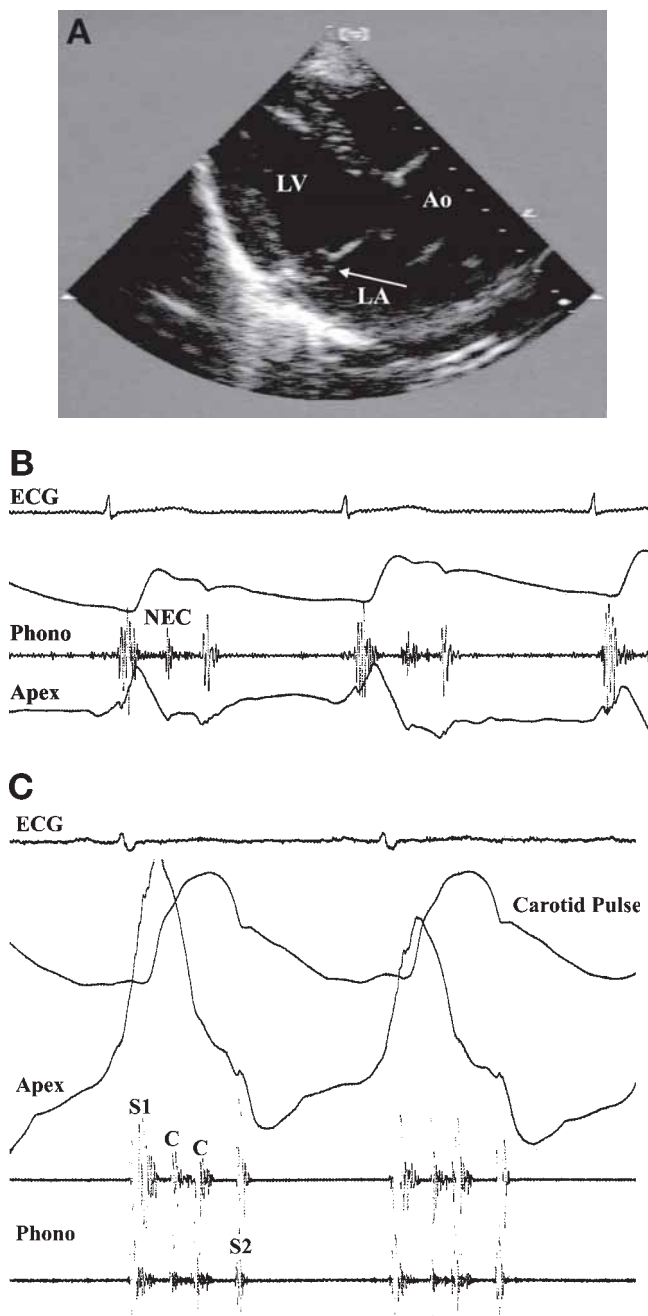 A
LV
Ao
LA
B
ECG
NEC
Phono
Apex
C
ECG
Carotid Pulse
Apex
S1
C
C
Phono
S2